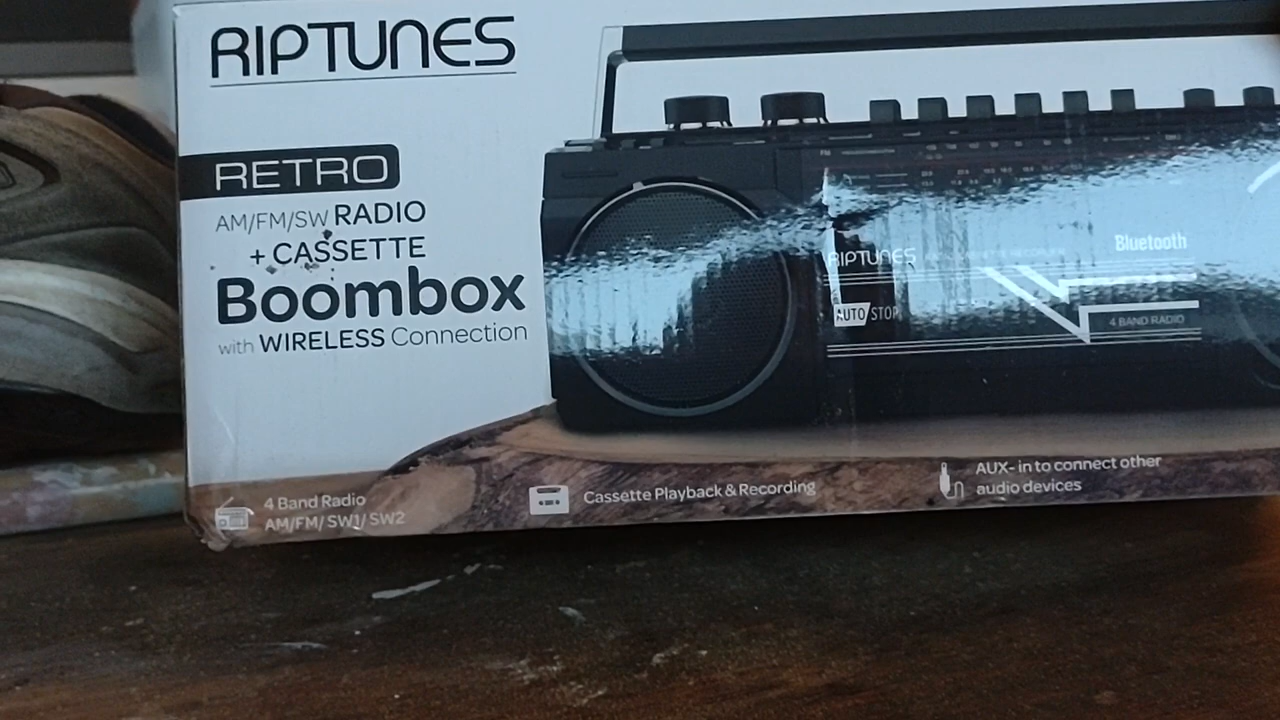 RIPTUNES
RETRO
AM/FM/SW RADIO
+ CASSETTE
Boombox
with WIRELESS Connection
RIPTUNES
Bluetooth
AUTO STOP
4 BAND RADIO
4 Band Radio
AM/FM/ SW1/ SW2
Cassette Playback & Recording
AUX- in to connect other
audio devices